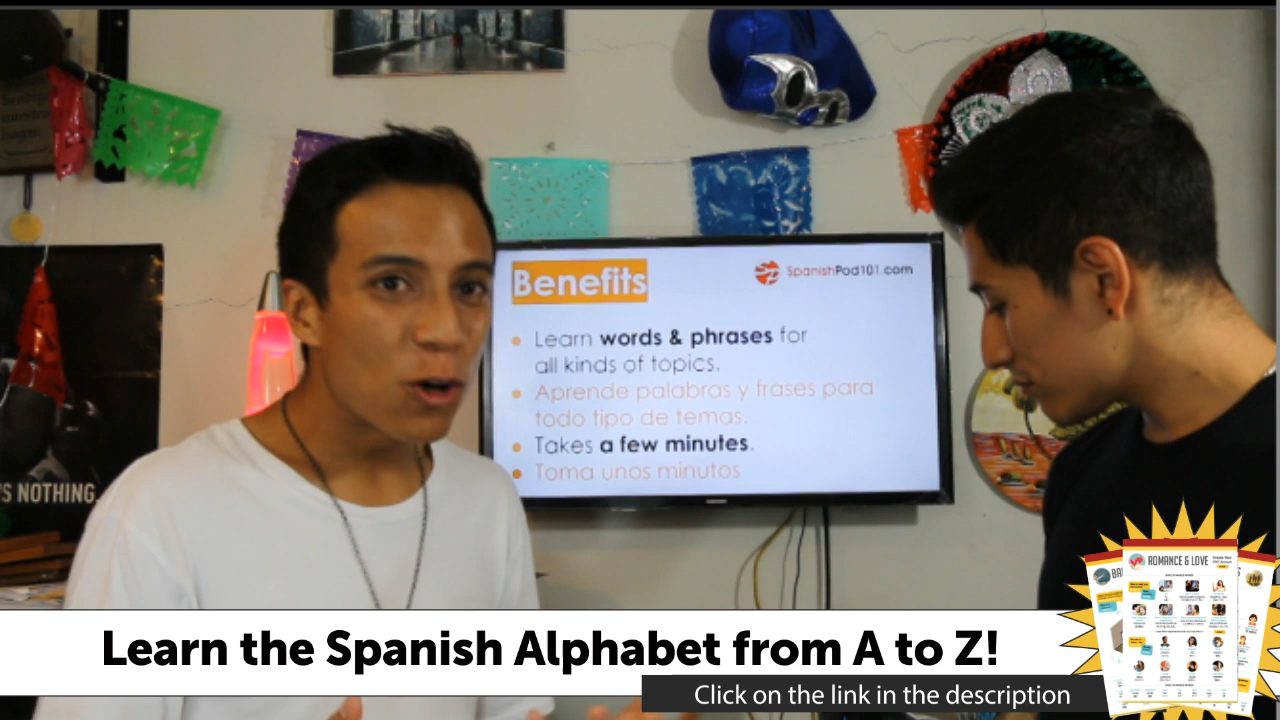 Benefits
SpanishPod101.com
Learn words & phrases for
all kinds of topics.
Aprende palabras y frases para
todo tipo de temas.
Takes a few minutes.
Toma unos minutos
'S NOTHING.
ROMANCE & LOVE
Learn the Spanish Alphabet from A to Z!
Click on the link in the description